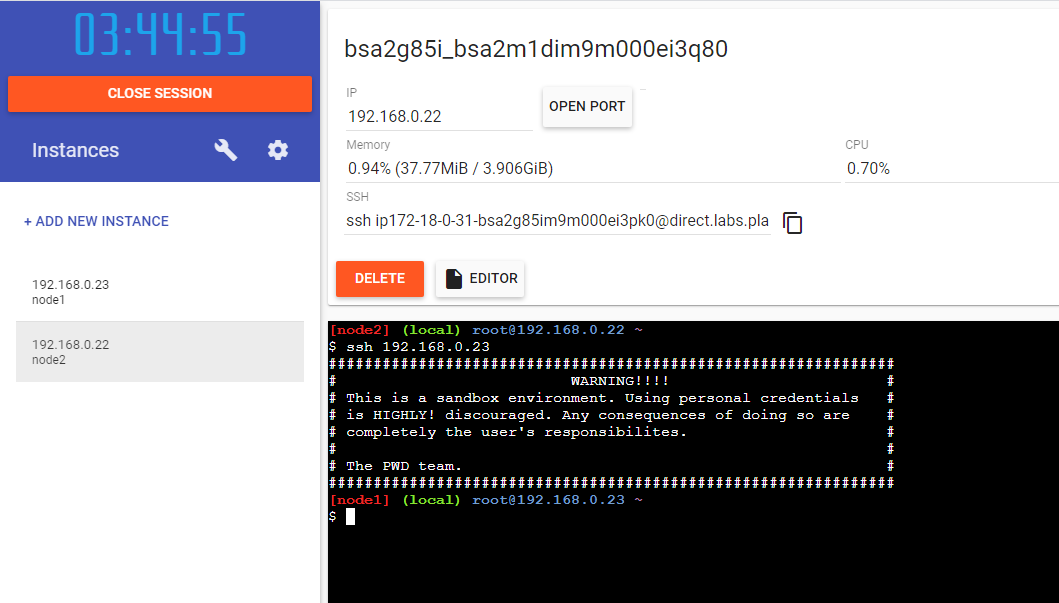 03:44:55
CLOSE SESSION
Instances
+ ADD NEW INSTANCE
192.168.0.23
node1
192.168.0.22
node2
bsa2g85i_bsa2m1dim9m000ei3q80
IP
192.168.0.22
OPEN PORT
Memory
0.94% (37.77MiB / 3.906GiB)
CPU
0.70%
SSH
ssh ip172-18-0-31-bsa2g85im9m000ei3pk0@direct.labs.pla
DELETE
EDITOR
[node2] (local) root@192.168.0.22 ~
$ ssh 192.168.0.23
###############################################################
#                          WARNING!!!!                        #
# This is a sandbox environment. Using personal credentials   #
# is HIGHLY! discouraged. Any consequences of doing so are    #
# completely the user's responsibilites.                      #
#                                                             #
# The PWD team.                                               #
###############################################################
[node1] (local) root@192.168.0.23 ~
$